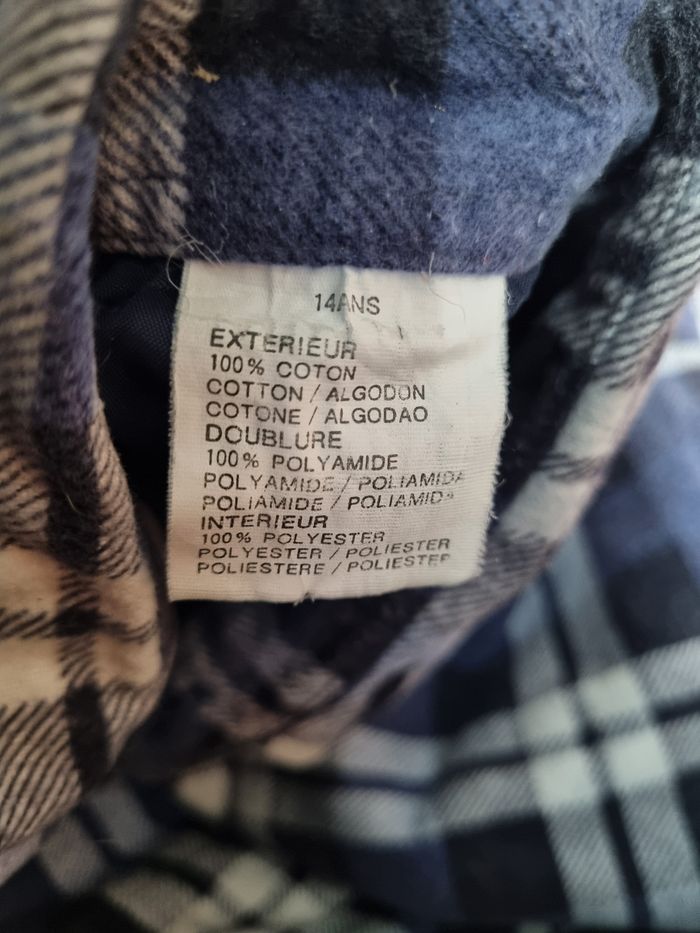 14ANS
EXTERIEUR
100% COTON
COTTON / ALGODON
COTONE / ALGODAO
DOUBLURE
100% POLYAMIDE
POLYAMIDE / POLIAMIDA
POLIAMIDE / POLIAMIDA
INTERIEUR
100% POLYESTER
POLYESTER / POLIESTER
POLIESTERE / POLIESTER